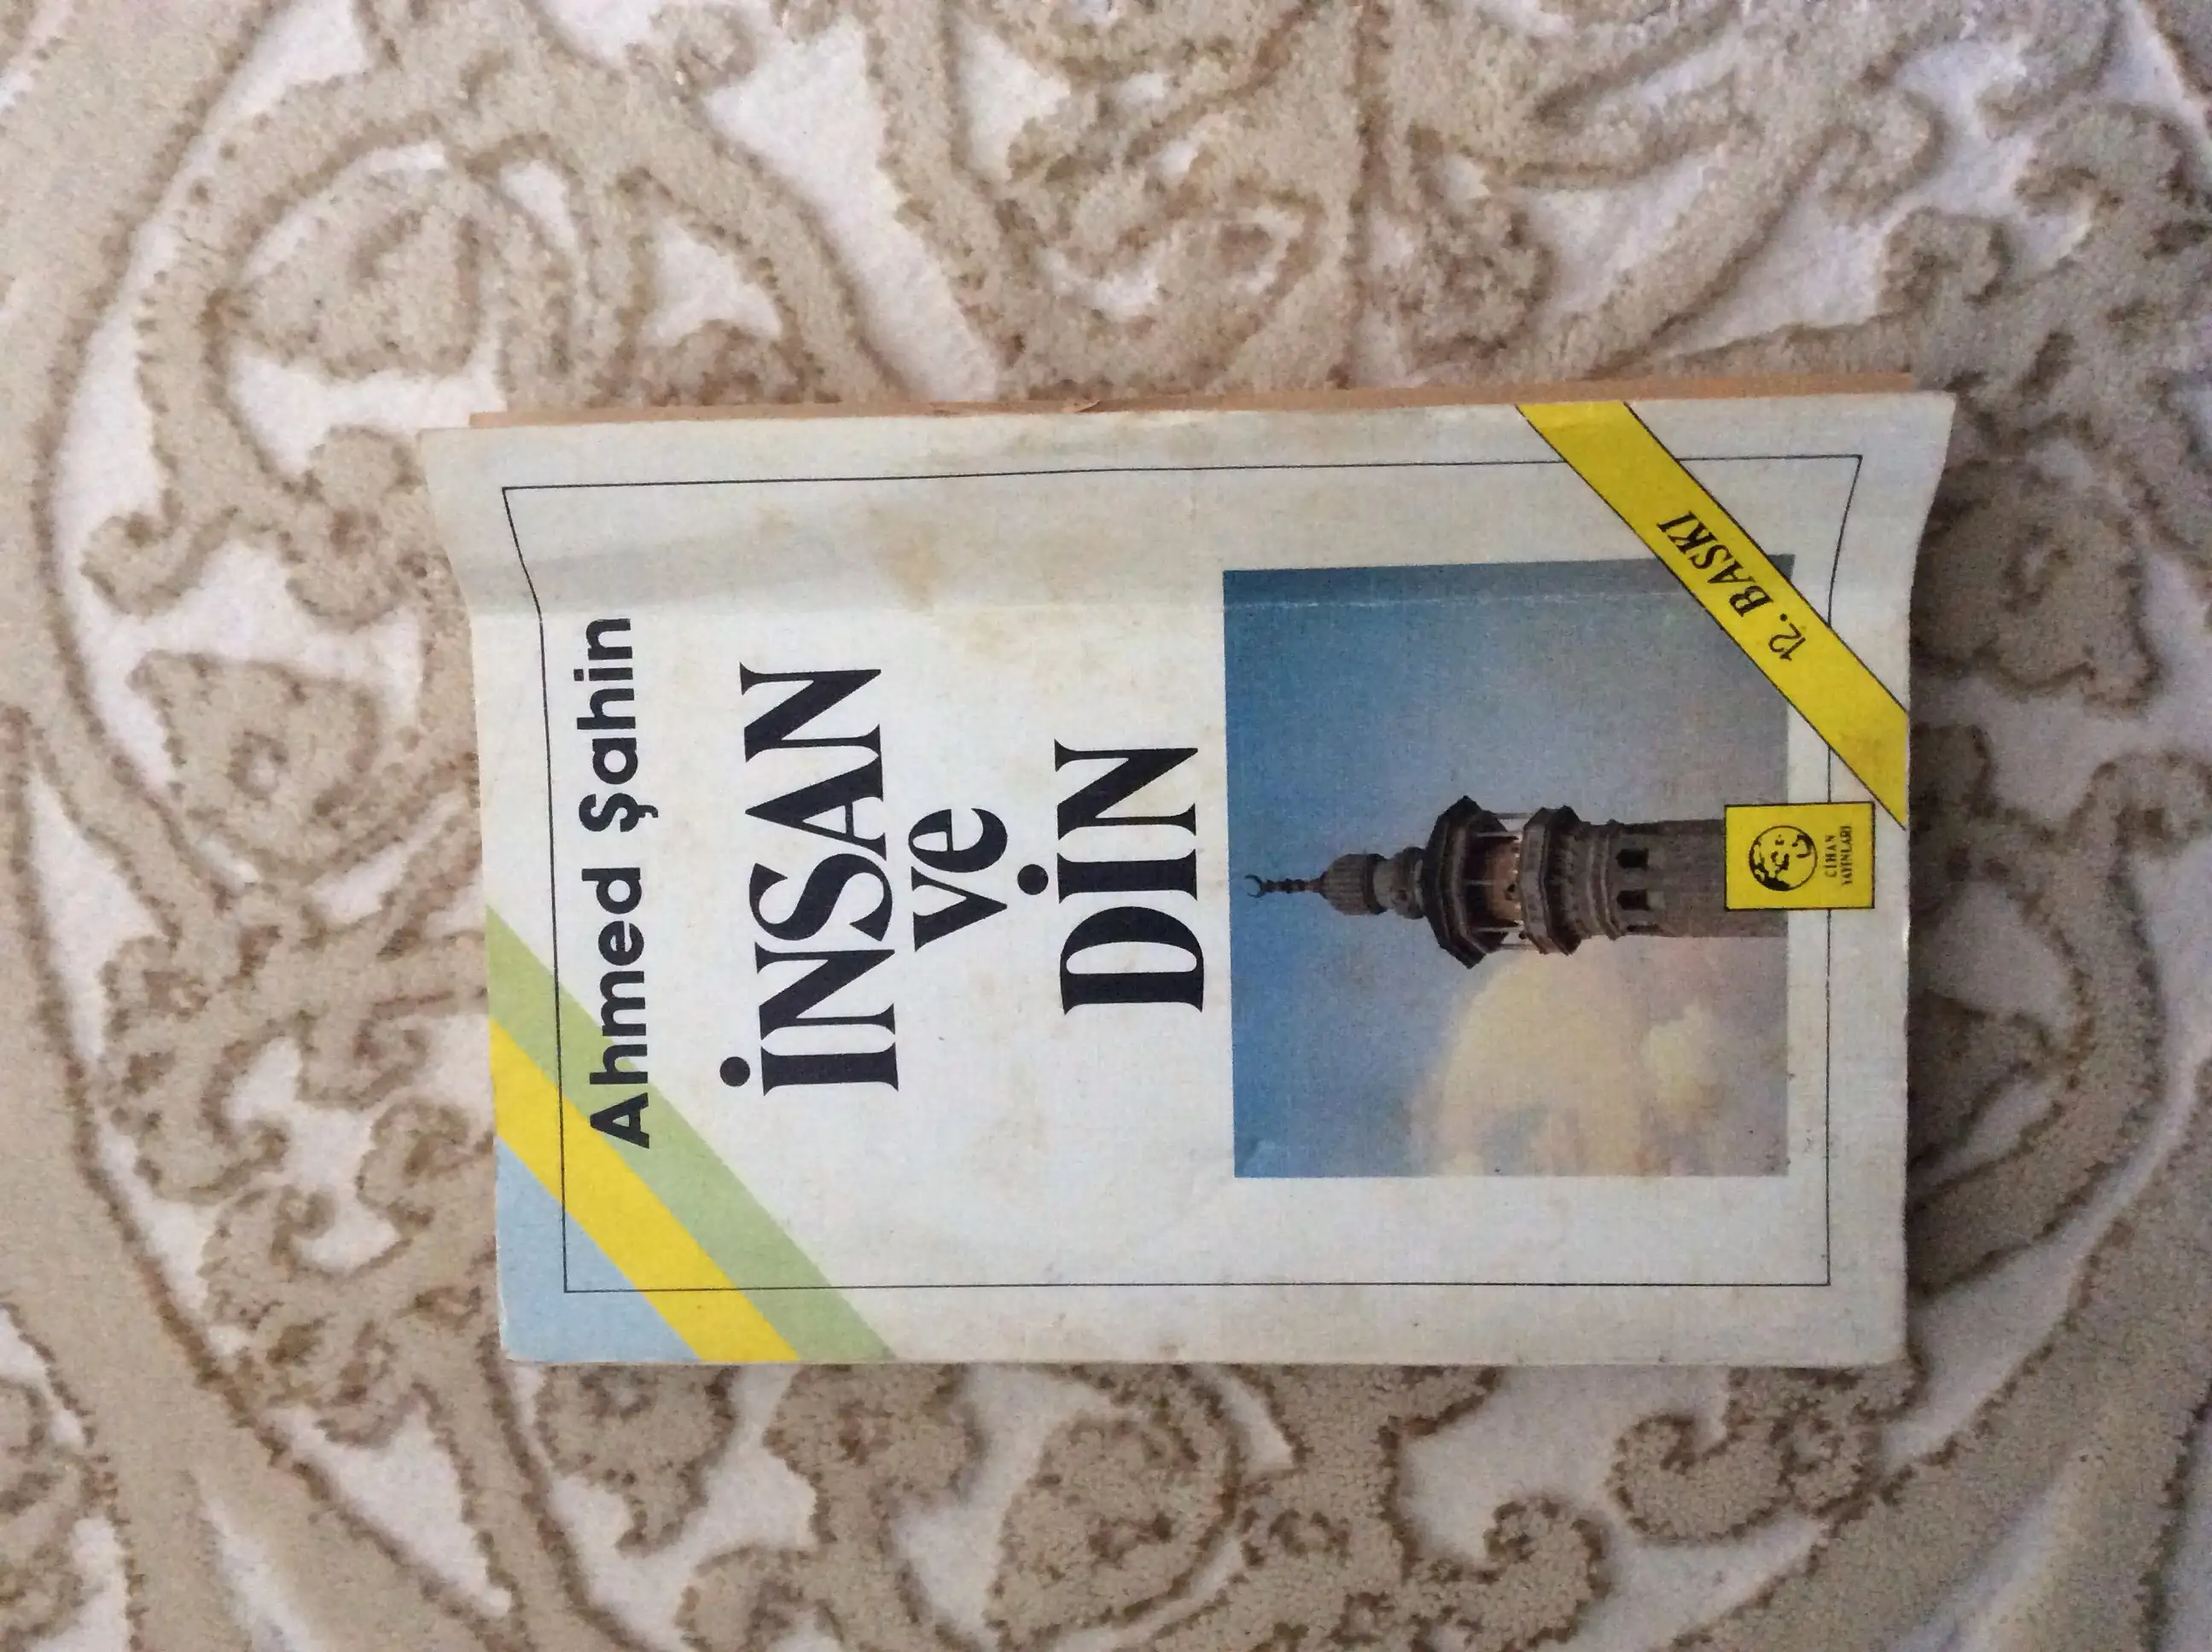 Ahmed Şahin
İNSAN
ve
DİN
12. BASKI
CİHAN
YAYINLARI